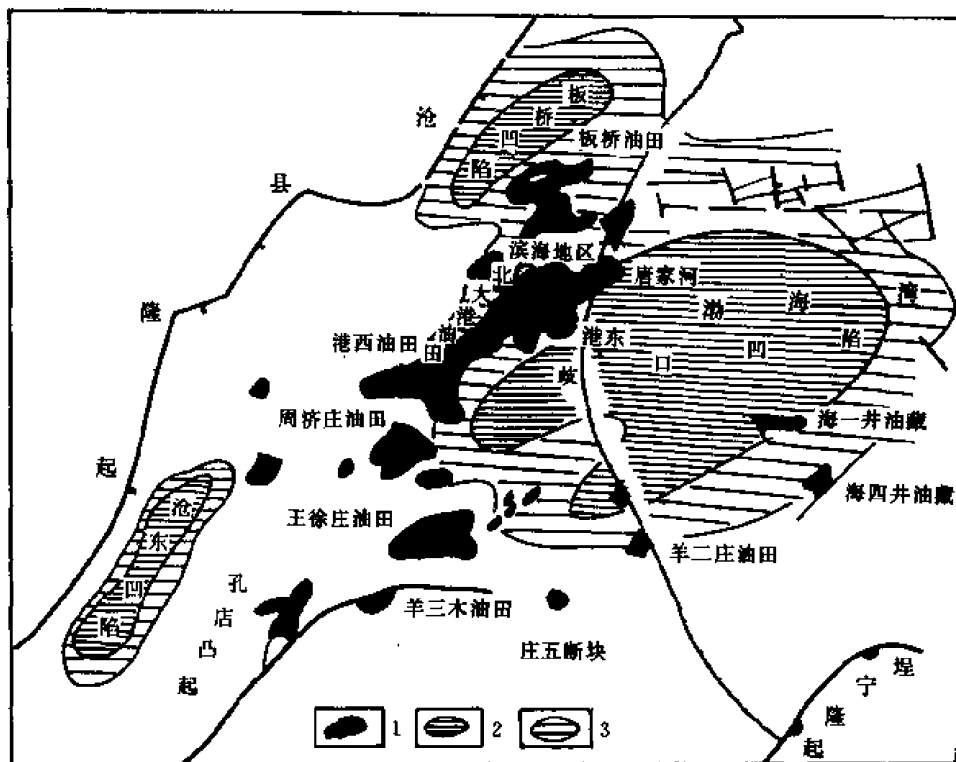 沧县隆起
板桥凹陷
板桥油田
滨海地区
北大港油田
唐家河
渤海湾
港西油田
港东
歧口凹陷
周济庄油田
海一井油藏
海四井油藏
王徐庄油田
羊二庄油田
沧东凹陷
孔店凸起
羊三木油田
庄五断块
埕宁隆起
1 2 3